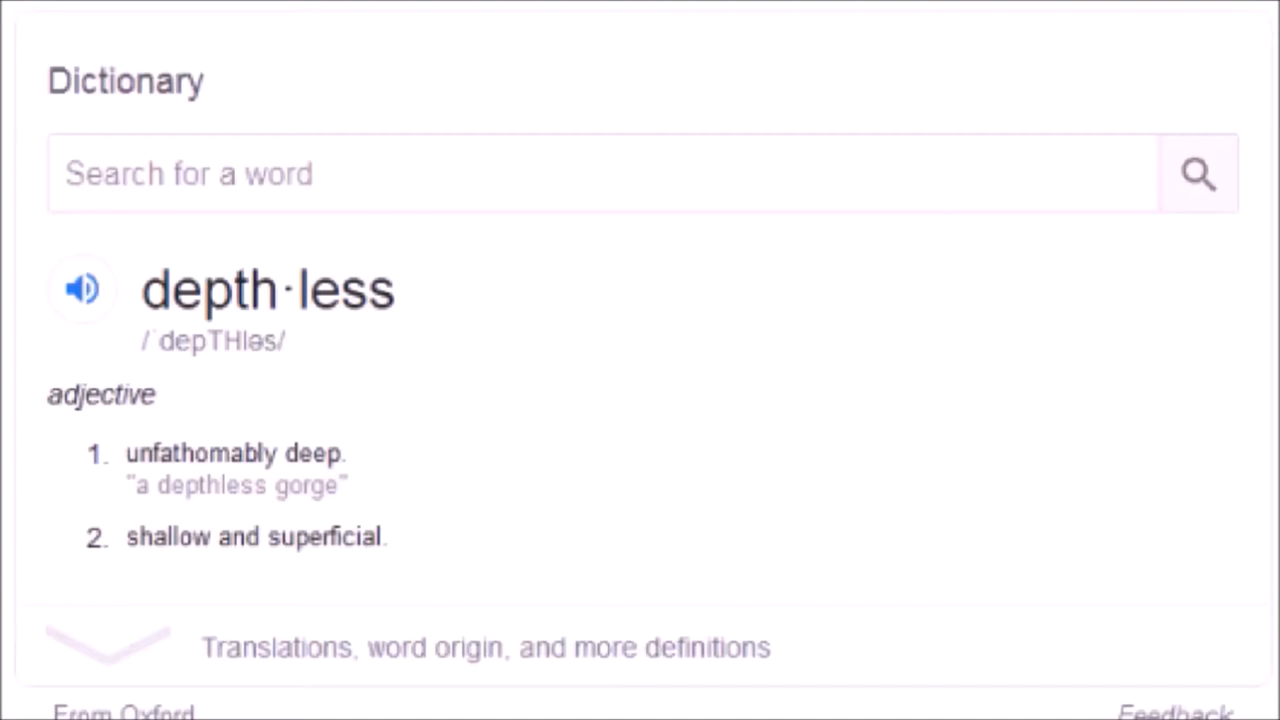 Dictionary
Search for a word
depth·less
/ˈdepTHləs/
adjective
1. unfathomably deep.
"a depthless gorge"
2. shallow and superficial.
Translations, word origin, and more definitions
From Oxford
Feedback